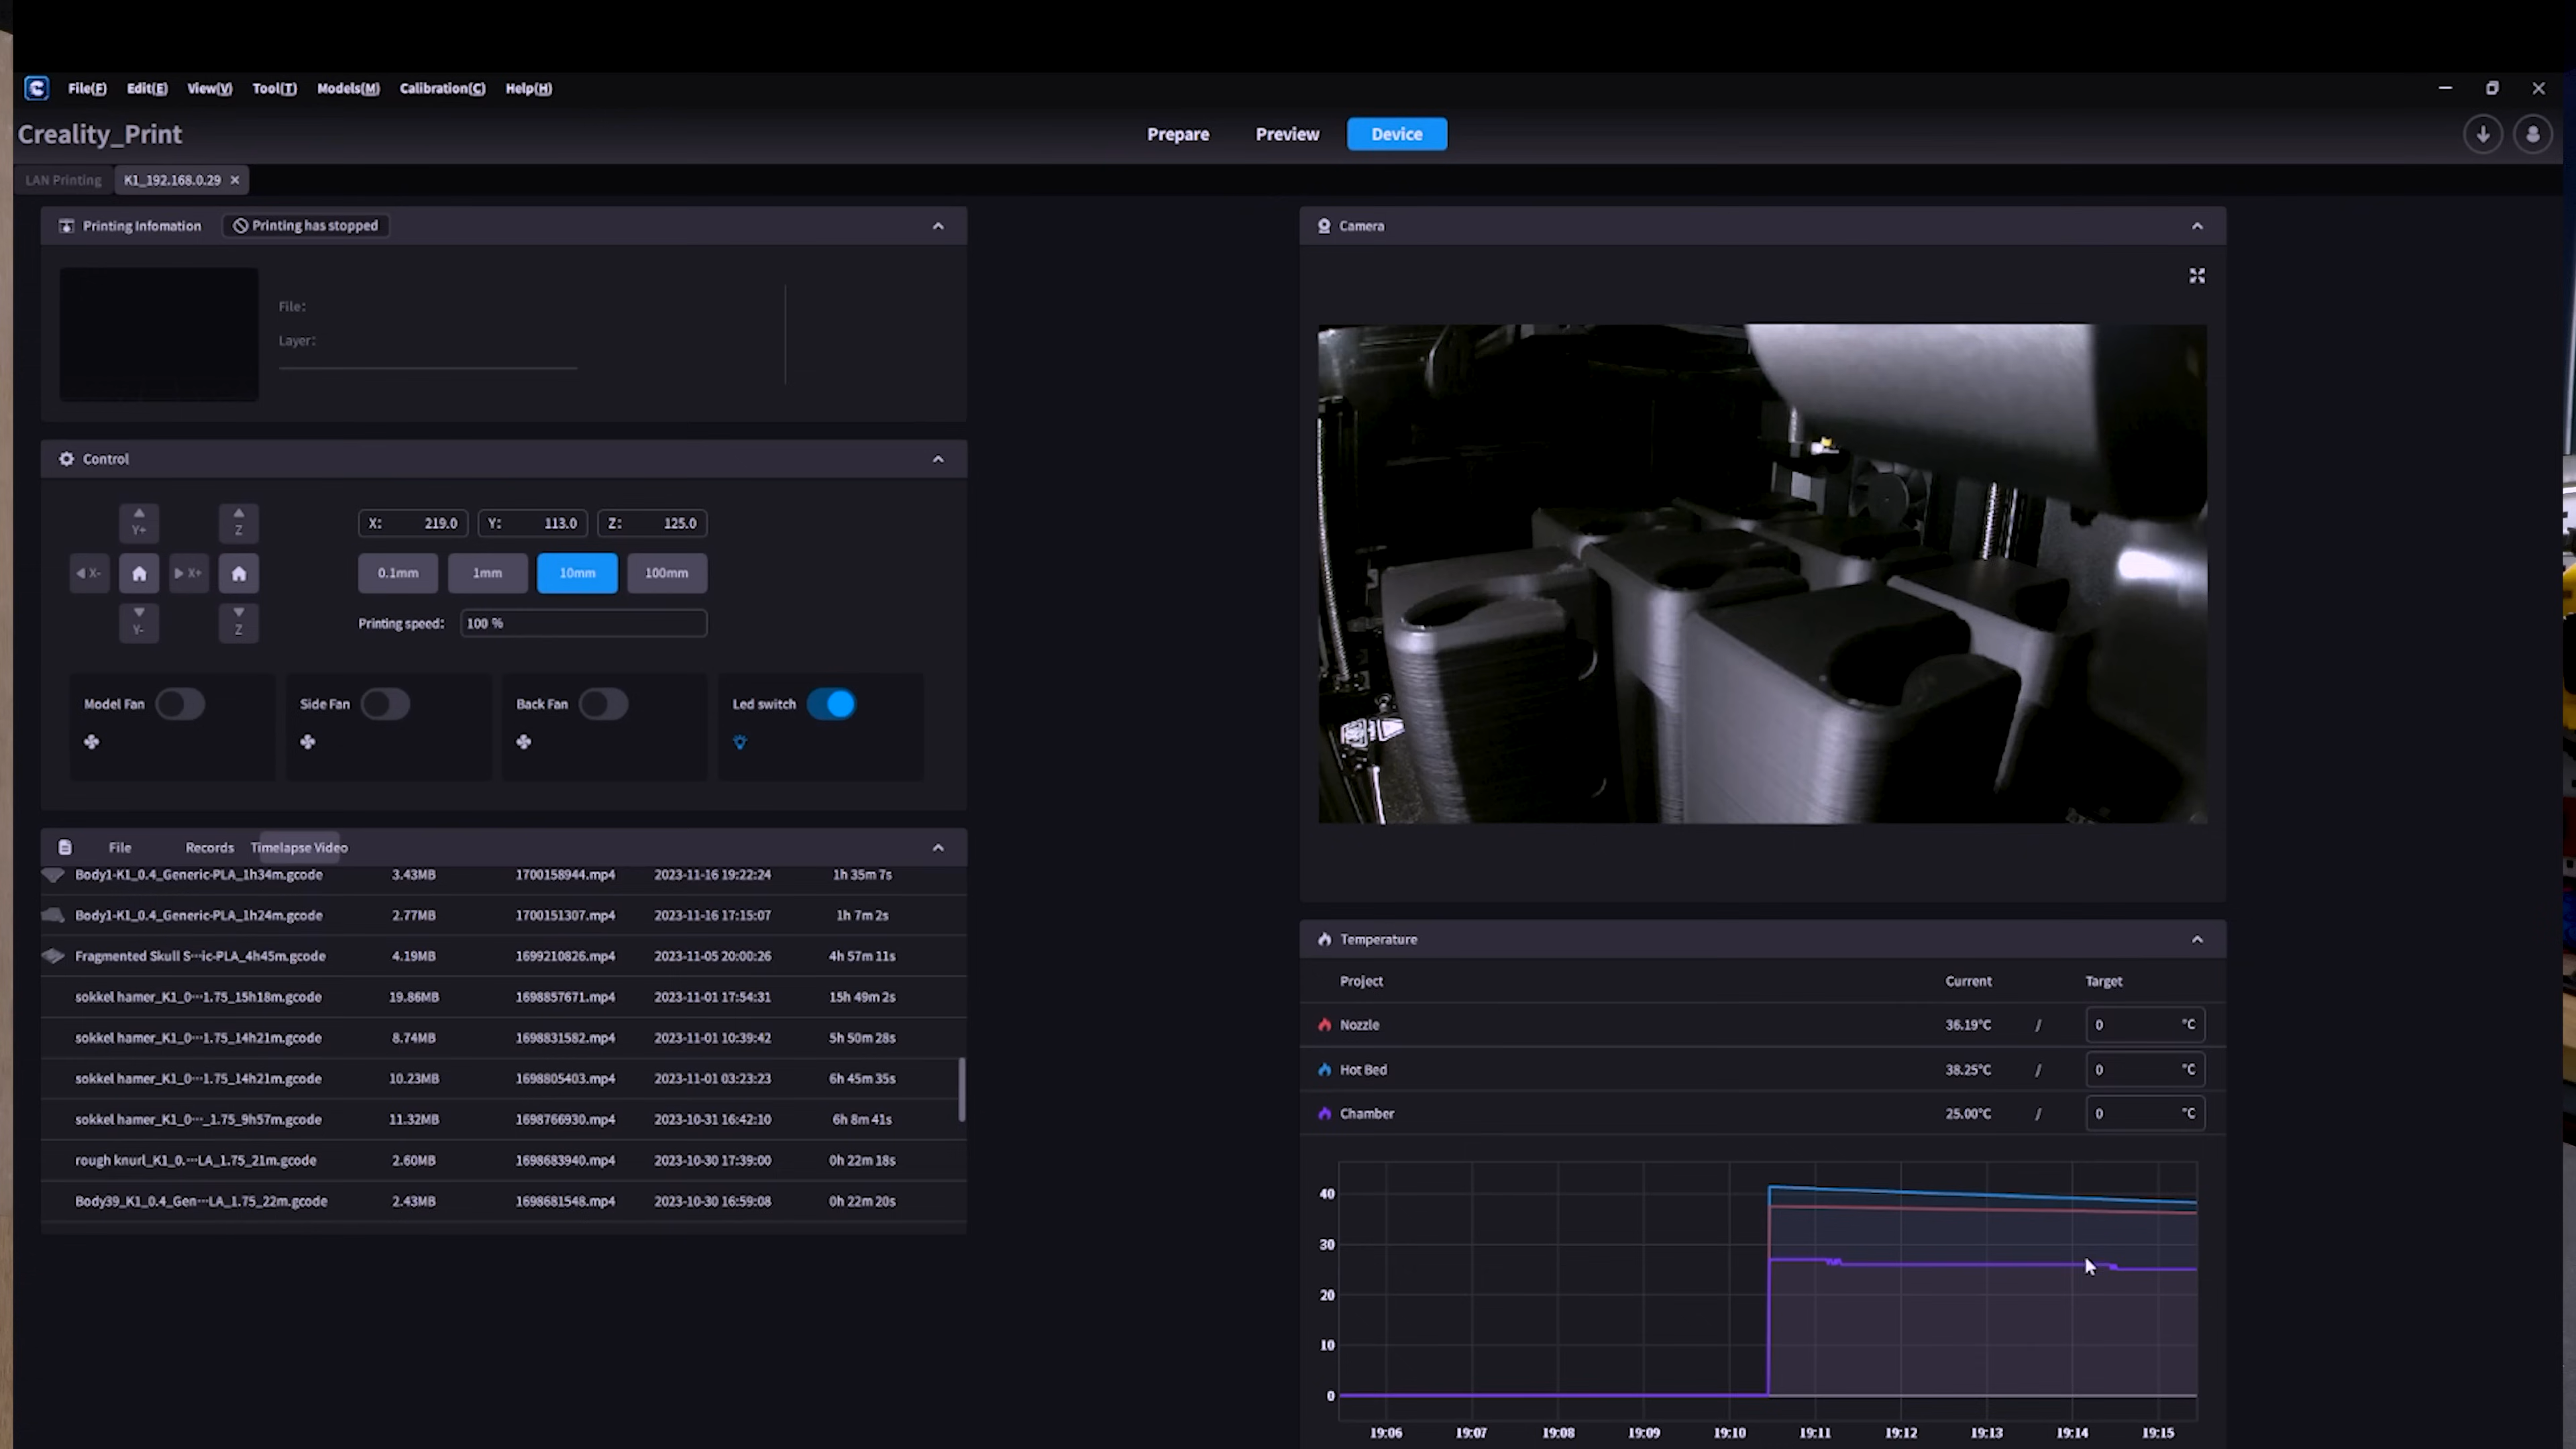 File(F) Edit(E) View(V) Tool(T) Models(M) Calibration(C) Help(H)
Creality_Print
Prepare Preview Device
LAN Printing K1_192.168.0.29
Printing Infomation Printing has stopped
File:
Layer:
Control
Y+ Z
X- X+
Y- Z
X: 219.0 Y: 113.0 Z: 125.0
0.1mm 1mm 10mm 100mm
Printing speed: 100 %
Model Fan Side Fan Back Fan Led switch
File Records Timelapse Video
Body1-K1_0.4_Generic-PLA_1h34m.gcode 3.43MB 1700158944.mp4 2023-11-16 19:22:24 1h 35m 7s
Body1-K1_0.4_Generic-PLA_1h24m.gcode 2.77MB 1700151307.mp4 2023-11-16 17:15:07 1h 7m 2s
Fragmented Skull S···ic-PLA_4h45m.gcode 4.19MB 1699210826.mp4 2023-11-05 20:00:26 4h 57m 11s
sokkel hamer_K1_0···1.75_15h18m.gcode 19.86MB 1698857671.mp4 2023-11-01 17:54:31 15h 49m 2s
sokkel hamer_K1_0···1.75_14h21m.gcode 8.74MB 1698831582.mp4 2023-11-01 10:39:42 5h 50m 28s
sokkel hamer_K1_0···1.75_14h21m.gcode 10.23MB 1698805403.mp4 2023-11-01 03:23:23 6h 45m 35s
sokkel hamer_K1_0···_1.75_9h57m.gcode 11.32MB 1698766930.mp4 2023-10-31 16:42:10 6h 8m 41s
rough knurl_K1_0.···LA_1.75_21m.gcode 2.60MB 1698683940.mp4 2023-10-30 17:39:00 0h 22m 18s
Body39_K1_0.4_Gen···LA_1.75_22m.gcode 2.43MB 1698681548.mp4 2023-10-30 16:59:08 0h 22m 20s
Camera
Temperature
Project Current Target
Nozzle 36.19°C / 0 °C
Hot Bed 38.25°C / 0 °C
Chamber 25.00°C / 0 °C
40
30
20
10
0
19:06 19:07 19:08 19:09 19:10 19:11 19:12 19:13 19:14 19:15